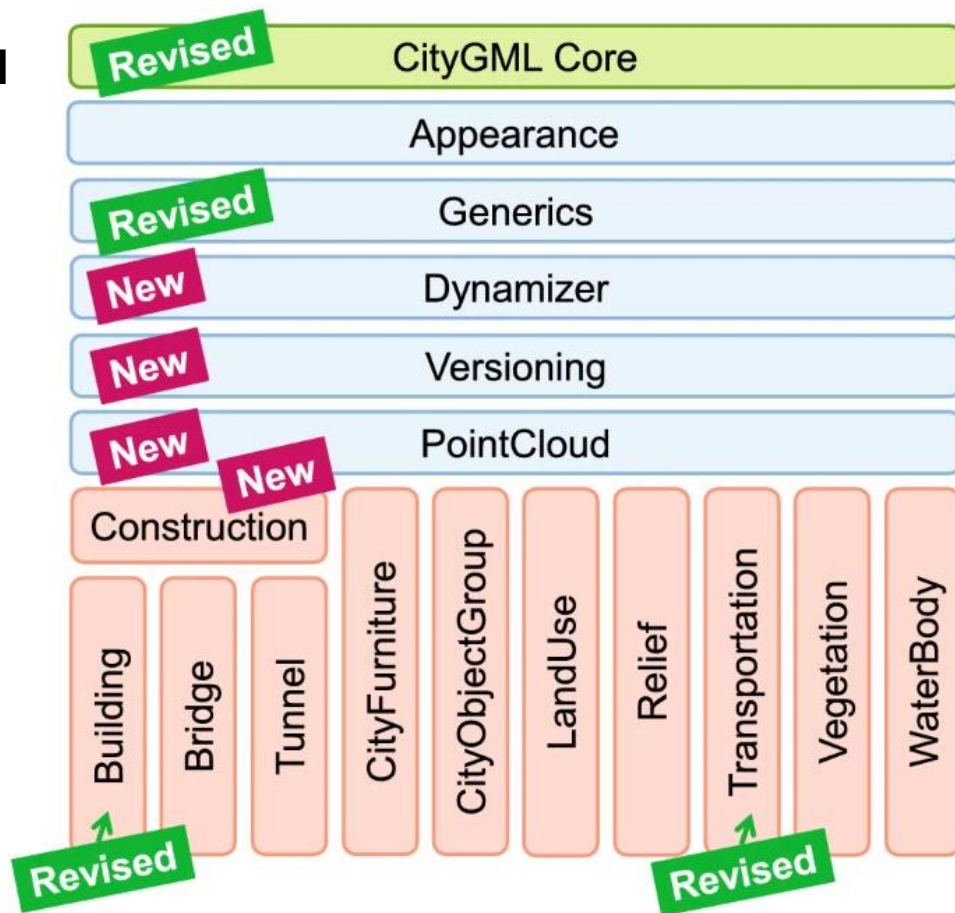 Revised
CityGML Core
Appearance
Revised
Generics
New
Dynamizer
New
Versioning
New
PointCloud
New
Construction
Building
Bridge
Tunnel
CityFurniture
CityObjectGroup
LandUse
Relief
Transportation
Vegetation
WaterBody
Revised
Revised